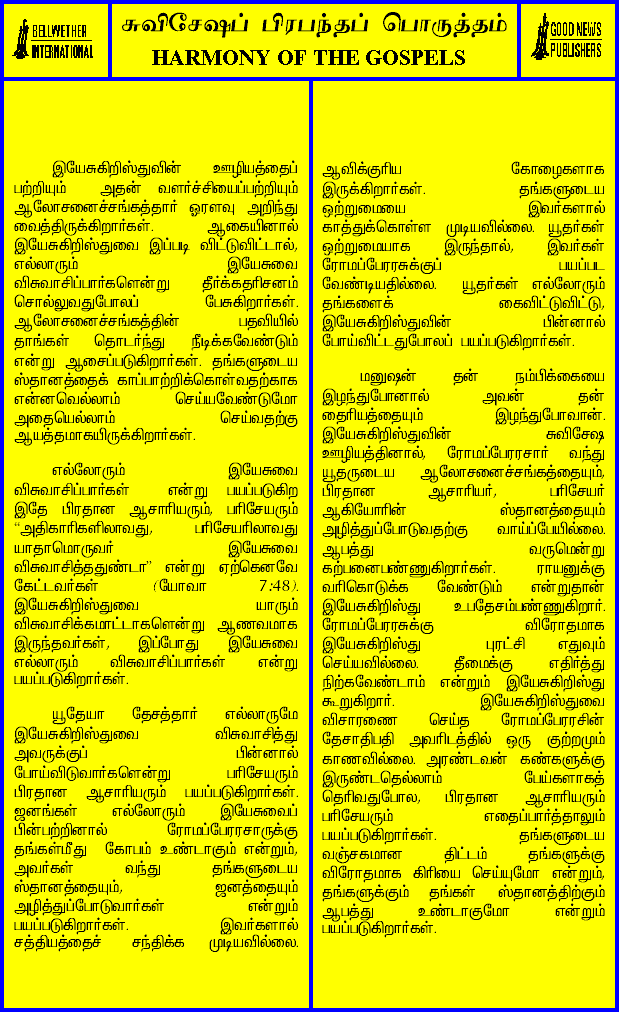 BELLWETHER
INTERNATIONAL
சுவிசேஷப் பிரபந்தப் பொருத்தம்
HARMONY OF THE GOSPELS
GOOD NEWS
PUBLISHERS
இயேசுகிறிஸ்துவின் ஊழியத்தைப்
பற்றியும் அதன் வளர்ச்சியைப்பற்றியும்
ஆலோசனைச்சங்கத்தார் ஓரளவு அறிந்து
வைத்திருக்கிறார்கள். ஆகையினால்
இயேசுகிறிஸ்துவை இப்படி விட்டுவிட்டால்,
எல்லாரும் இயேசுவை
விசுவாசிப்பார்களென்று தீர்க்கதரிசனம்
சொல்லுவதுபோலப் பேசுகிறார்கள்.
ஆலோசனைச்சங்கத்தின் பதவியில்
தாங்கள் தொடர்ந்து நீடிக்கவேண்டும்
என்று ஆசைப்படுகிறார்கள். தங்களுடைய
ஸ்தானத்தைக் காப்பாற்றிக்கொள்வதற்காக
என்னவெல்லாம் செய்யவேண்டுமோ
அதையெல்லாம் செய்வதற்கு
ஆயத்தமாகயிருக்கிறார்கள்.
எல்லோரும் இயேசுவை
விசுவாசிப்பார்கள் என்று பயப்படுகிற
இதே பிரதான ஆசாரியரும், பரிசேயரும்
“அதிகாரிகளிலாவது, பரிசேயரிலாவது
யாதாமொருவர் இயேசுவை
விசுவாசித்ததுண்டா” என்று ஏற்கெனவே
கேட்டவர்கள் (யோவா 7:48).
இயேசுகிறிஸ்துவை யாரும்
விசுவாசிக்கமாட்டாகளென்று ஆணவமாக
இருந்தவர்கள், இப்போது இயேசுவை
எல்லாரும் விசுவாசிப்பார்கள் என்று
பயப்படுகிறார்கள்.
யூதேயா தேசத்தார் எல்லாருமே
இயேசுகிறிஸ்துவை விசுவாசித்து
அவருக்குப் பின்னால்
போய்விடுவார்களென்று பரிசேயரும்
பிரதான ஆசாரியரும் பயப்படுகிறார்கள்.
ஜனங்கள் எல்லோரும் இயேசுவைப்
பின்பற்றினால் ரோமப்பேரரசாருக்கு
தங்கள்மீது கோபம் உண்டாகும் என்றும்,
அவர்கள் வந்து தங்களுடைய
ஸ்தானத்தையும், ஜனத்தையும்
அழித்துப்போடுவார்கள் என்றும்
பயப்படுகிறார்கள். இவர்களால்
சத்தியத்தைச் சந்திக்க முடியவில்லை.
ஆவிக்குரிய கோழைகளாக
இருக்கிறார்கள். தங்களுடைய
ஒற்றுமையை இவர்களால்
காத்துக்கொள்ள முடியவில்லை. யூதர்கள்
ஒற்றுமையாக இருந்தால், இவர்கள்
ரோமப்பேரரசுக்குப் பயப்பட
வேண்டியதில்லை. யூதர்கள் எல்லோரும்
தங்களைக் கைவிட்டுவிட்டு,
இயேசுகிறிஸ்துவின் பின்னால்
போய்விட்டதுபோலப் பயப்படுகிறார்கள்.
மனுஷன் தன் நம்பிக்கையை
இழந்துபோனால் அவன் தன்
தைரியத்தையும் இழந்துபோவான்.
இயேசுகிறிஸ்துவின் சுவிசேஷ
ஊழியத்தினால், ரோமப்பேரரசார் வந்து
யூதருடைய ஆலோசனைச்சங்கத்தையும்,
பிரதான ஆசாரியர், பரிசேயர்
ஆகியோரின் ஸ்தானத்தையும்
அழித்துப்போடுவதற்கு வாய்ப்பேயில்லை.
ஆபத்து வருமென்று
கற்பனைபண்ணுகிறார்கள். ராயனுக்கு
வரிகொடுக்க வேண்டும் என்றுதான்
இயேசுகிறிஸ்து உபதேசம்பண்ணுகிறார்.
ரோமப்பேரரசுக்கு விரோதமாக
இயேசுகிறிஸ்து புரட்சி எதுவும்
செய்யவில்லை. தீமைக்கு எதிர்த்து
நிற்கவேண்டாம் என்றும் இயேசுகிறிஸ்து
கூறுகிறார். இயேசுகிறிஸ்துவை
விசாரணை செய்த ரோமப்பேரரசின்
தேசாதிபதி அவரிடத்தில் ஒரு குற்றமும்
காணவில்லை. அரண்டவன் கண்களுக்கு
இருண்டதெல்லாம் பேய்களாகத்
தெரிவதுபோல, பிரதான ஆசாரியரும்
பரிசேயரும் எதைப்பார்த்தாலும்
பயப்படுகிறார்கள். தங்களுடைய
வஞ்சகமான திட்டம் தங்களுக்கு
விரோதமாக கிரியை செய்யுமோ என்றும்,
தங்களுக்கும் தங்கள் ஸ்தானத்திற்கும்
ஆபத்து உண்டாகுமோ என்றும்
பயப்படுகிறார்கள்.